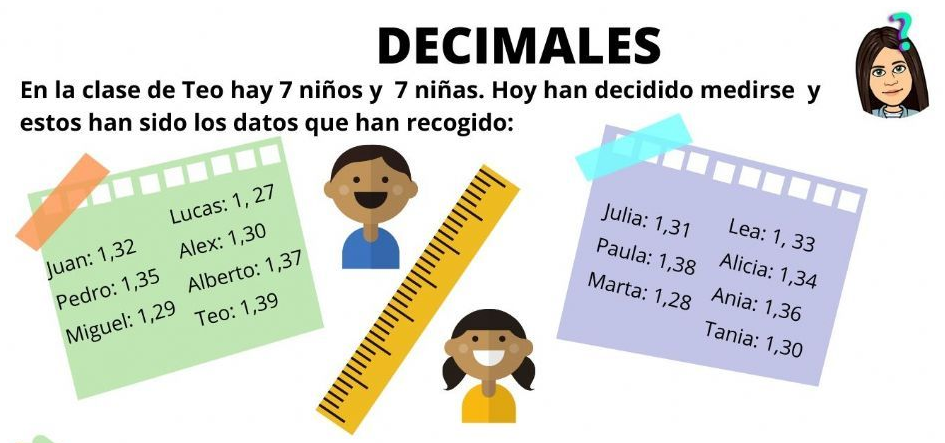 DECIMALES
En la clase de Teo hay 7 niños y 7 niñas. Hoy han decidido medirse y
estos han sido los datos que han recogido:
Juan: 1,32
Pedro: 1,35
Miguel: 1,29
Lucas: 1, 27
Alex: 1,30
Alberto: 1,37
Teo: 1,39
Julia: 1,31
Paula: 1,38
Marta: 1,28
Lea: 1, 33
Alicia: 1,34
Ania: 1,36
Tania: 1,30
?